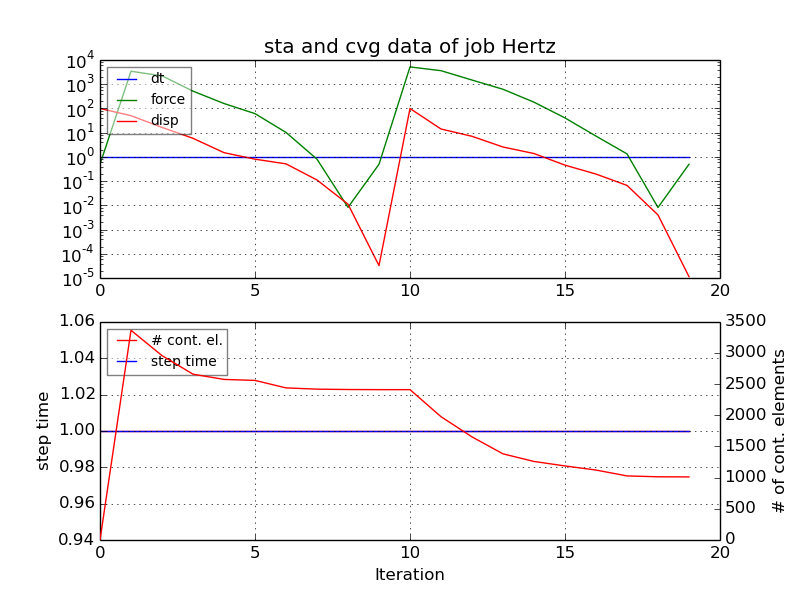 sta and cvg data of job Hertz
10^4
10^3
10^2
10^1
10^0
10^-1
10^-2
10^-3
10^-4
10^-5
dt
force
disp
0 5 10 15 20
1.06
1.04
1.02
1.00
0.98
0.96
0.94
step time
# cont. el.
step time
3500
3000
2500
2000
1500
1000
500
0
# of cont. elements
0 5 10 15 20
Iteration